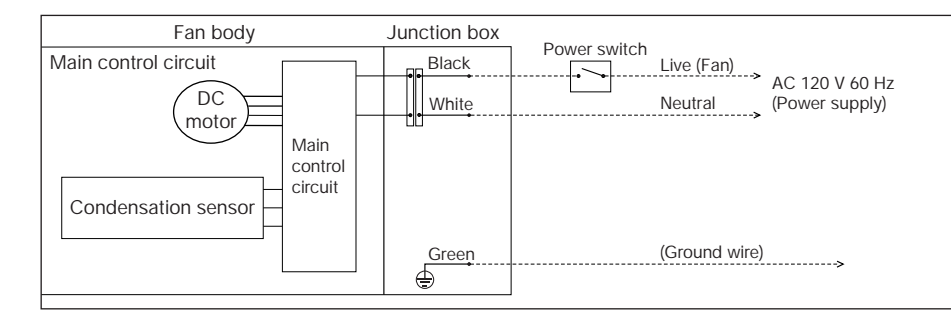 Fan body
Junction box
Main control circuit
Black
Power switch
Live (Fan)
AC 120 V 60 Hz
(Power supply)
DC
motor
White
Neutral
Main
control
circuit
Condensation sensor
Green
(Ground wire)